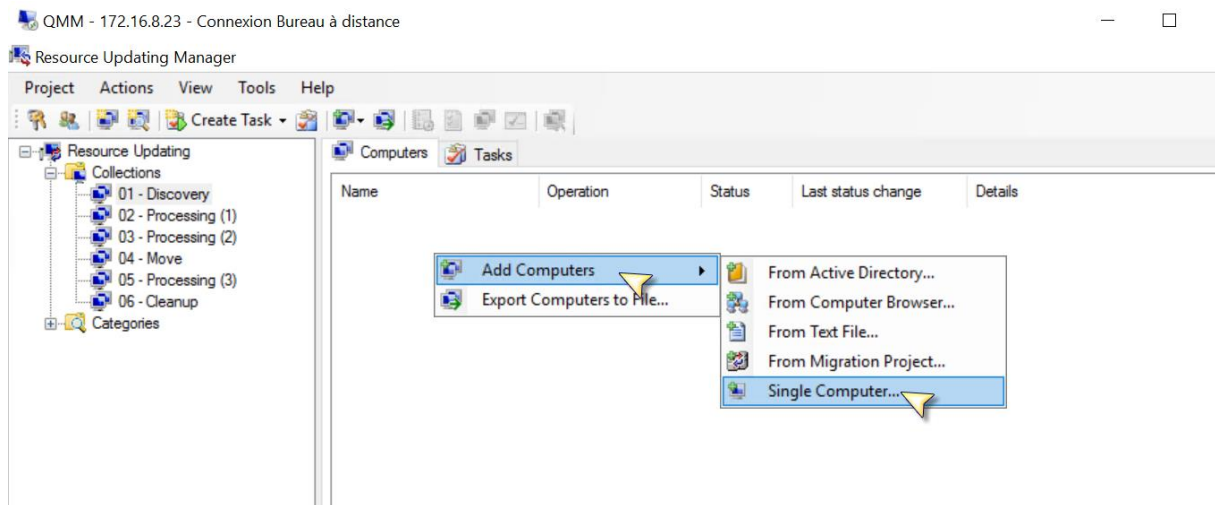 QMM - 172.16.8.23 - Connexion Bureau à distance
Resource Updating Manager
Project Actions View Tools Help
Create Task
Resource Updating
Collections
01 - Discovery
02 - Processing (1)
03 - Processing (2)
04 - Move
05 - Processing (3)
06 - Cleanup
Categories
Computers Tasks
Name Operation Status Last status change Details
Add Computers
Export Computers to File...
From Active Directory...
From Computer Browser...
From Text File...
From Migration Project...
Single Computer...